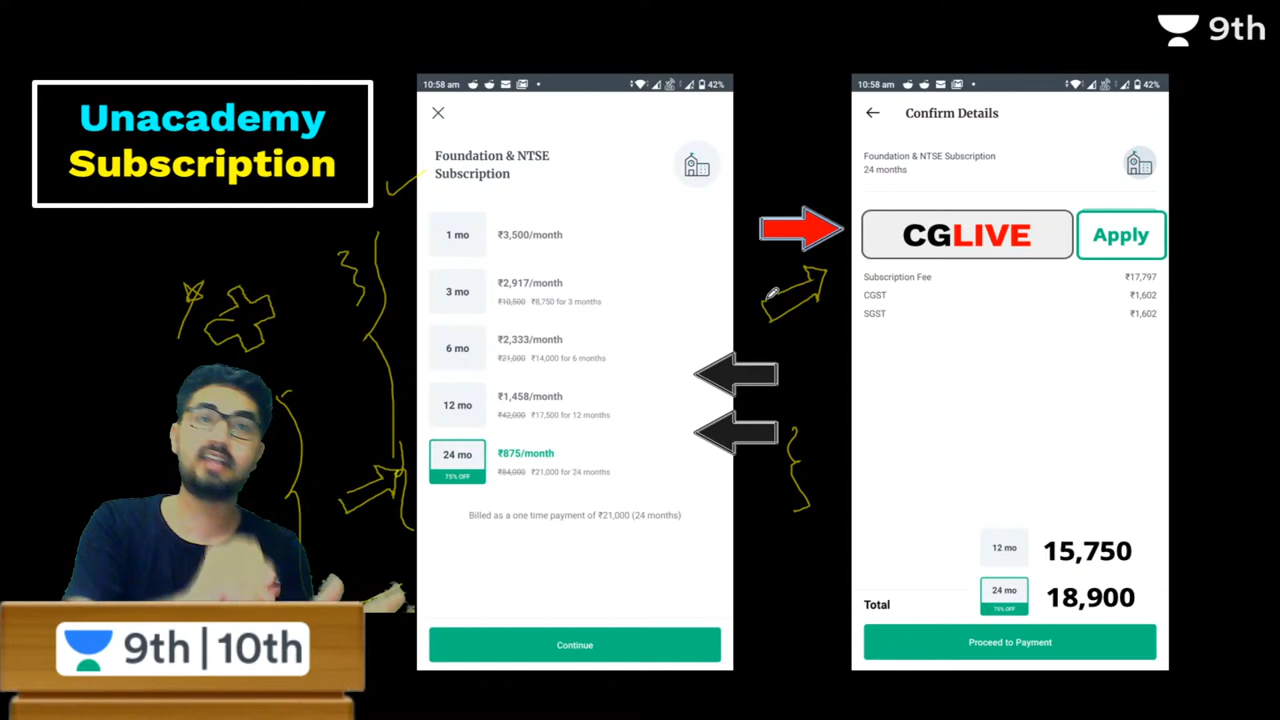 9th
Unacademy
Subscription
10:58 am
42%
Foundation & NTSE
Subscription
1 mo
₹3,500/month
3 mo
₹2,917/month
₹10,500 ₹8,750 for 3 months
6 mo
₹2,333/month
₹21,000 ₹14,000 for 6 months
12 mo
₹1,458/month
₹42,000 ₹17,500 for 12 months
24 mo
75% OFF
₹875/month
₹84,000 ₹21,000 for 24 months
Billed as a one time payment of ₹21,000 (24 months)
Continue
10:58 am
42%
Confirm Details
Foundation & NTSE Subscription
24 months
CGLIVE
Apply
Subscription Fee ₹17,797
CGST ₹1,602
SGST ₹1,602
12 mo 15,750
Total
24 mo
75% OFF
18,900
Proceed to Payment
9th|10th